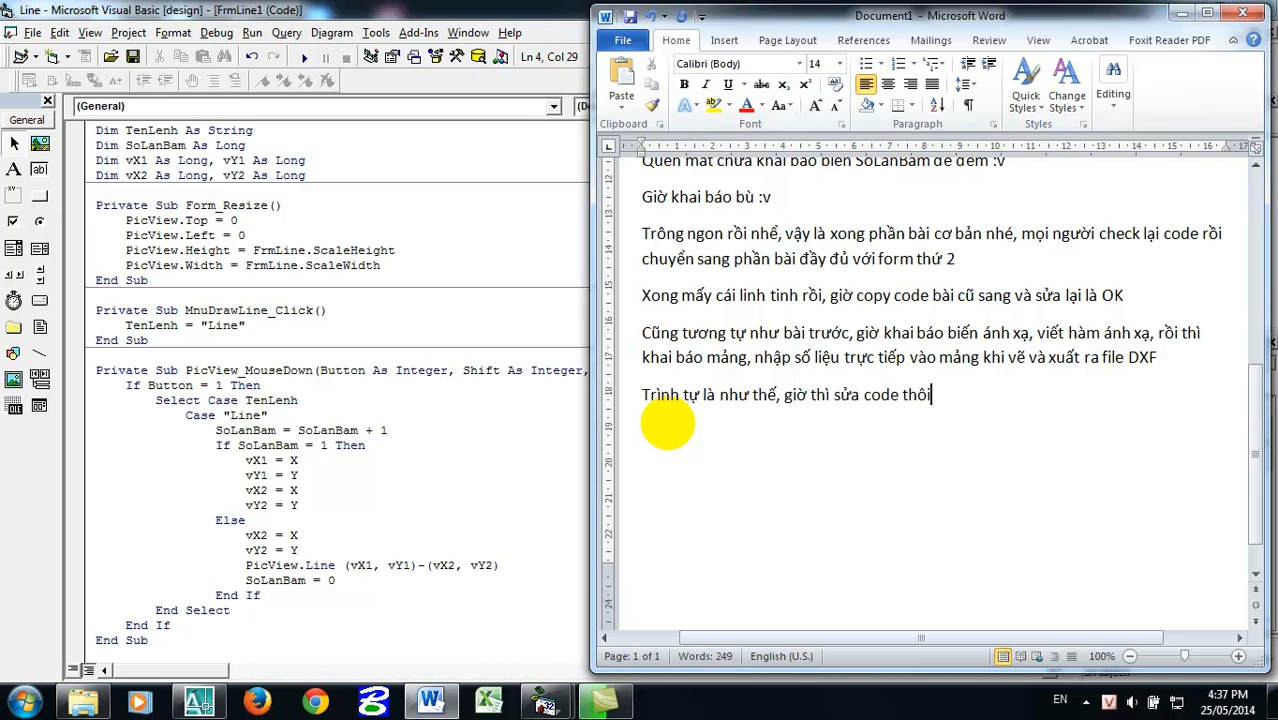 Line - Microsoft Visual Basic [design] - [FrmLine1 (Code)]
File Edit View Project Format Debug Run Query Diagram Tools Add-Ins Window Help
Ln 4, Col 29
General
(General)
Dim TenLenh As String
Dim SoLanBam As Long
Dim vX1 As Long, vY1 As Long
Dim vX2 As Long, vY2 As Long
Private Sub Form_Resize()
PicView.Top = 0
PicView.Left = 0
PicView.Height = FrmLine.ScaleHeight
PicView.Width = FrmLine.ScaleWidth
End Sub
Private Sub MnuDrawLine_Click()
TenLenh = "Line"
End Sub
Private Sub PicView_MouseDown(Button As Integer, Shift As Integer,
If Button = 1 Then
Select Case TenLenh
Case "Line"
SoLanBam = SoLanBam + 1
If SoLanBam = 1 Then
vX1 = X
vY1 = Y
vX2 = X
vY2 = Y
Else
vX2 = X
vY2 = Y
PicView.Line (vX1, vY1)-(vX2, vY2)
SoLanBam = 0
End If
End Select
End If
End Sub
Document1 - Microsoft Word
File Home Insert Page Layout References Mailings Review View Acrobat Foxit Reader PDF
Calibri (Body) 14
Paste
Quick Styles
Change Styles
Editing
Clipboard Font Paragraph Styles
Quên mất chưa khai báo biến SoLanBam để đếm :v
Giờ khai báo bù :v
Trông ngon rồi nhể, vậy là xong phần bài cơ bản nhé, mọi người check lại code rồi
chuyển sang phần bài đầy đủ với form thứ 2
Xong mấy cái linh tinh rồi, giờ copy code bài cũ sang và sửa lại là OK
Cũng tương tự như bài trước, giờ khai báo biến ánh xạ, viết hàm ánh xạ, rồi thì
khai báo mảng, nhập số liệu trực tiếp vào mảng khi vẽ và xuất ra file DXF
Trình tự là như thế, giờ thì sửa code thôi
Page: 1 of 1 Words: 249 English (U.S.) 100%
EN
4:37 PM
25/05/2014